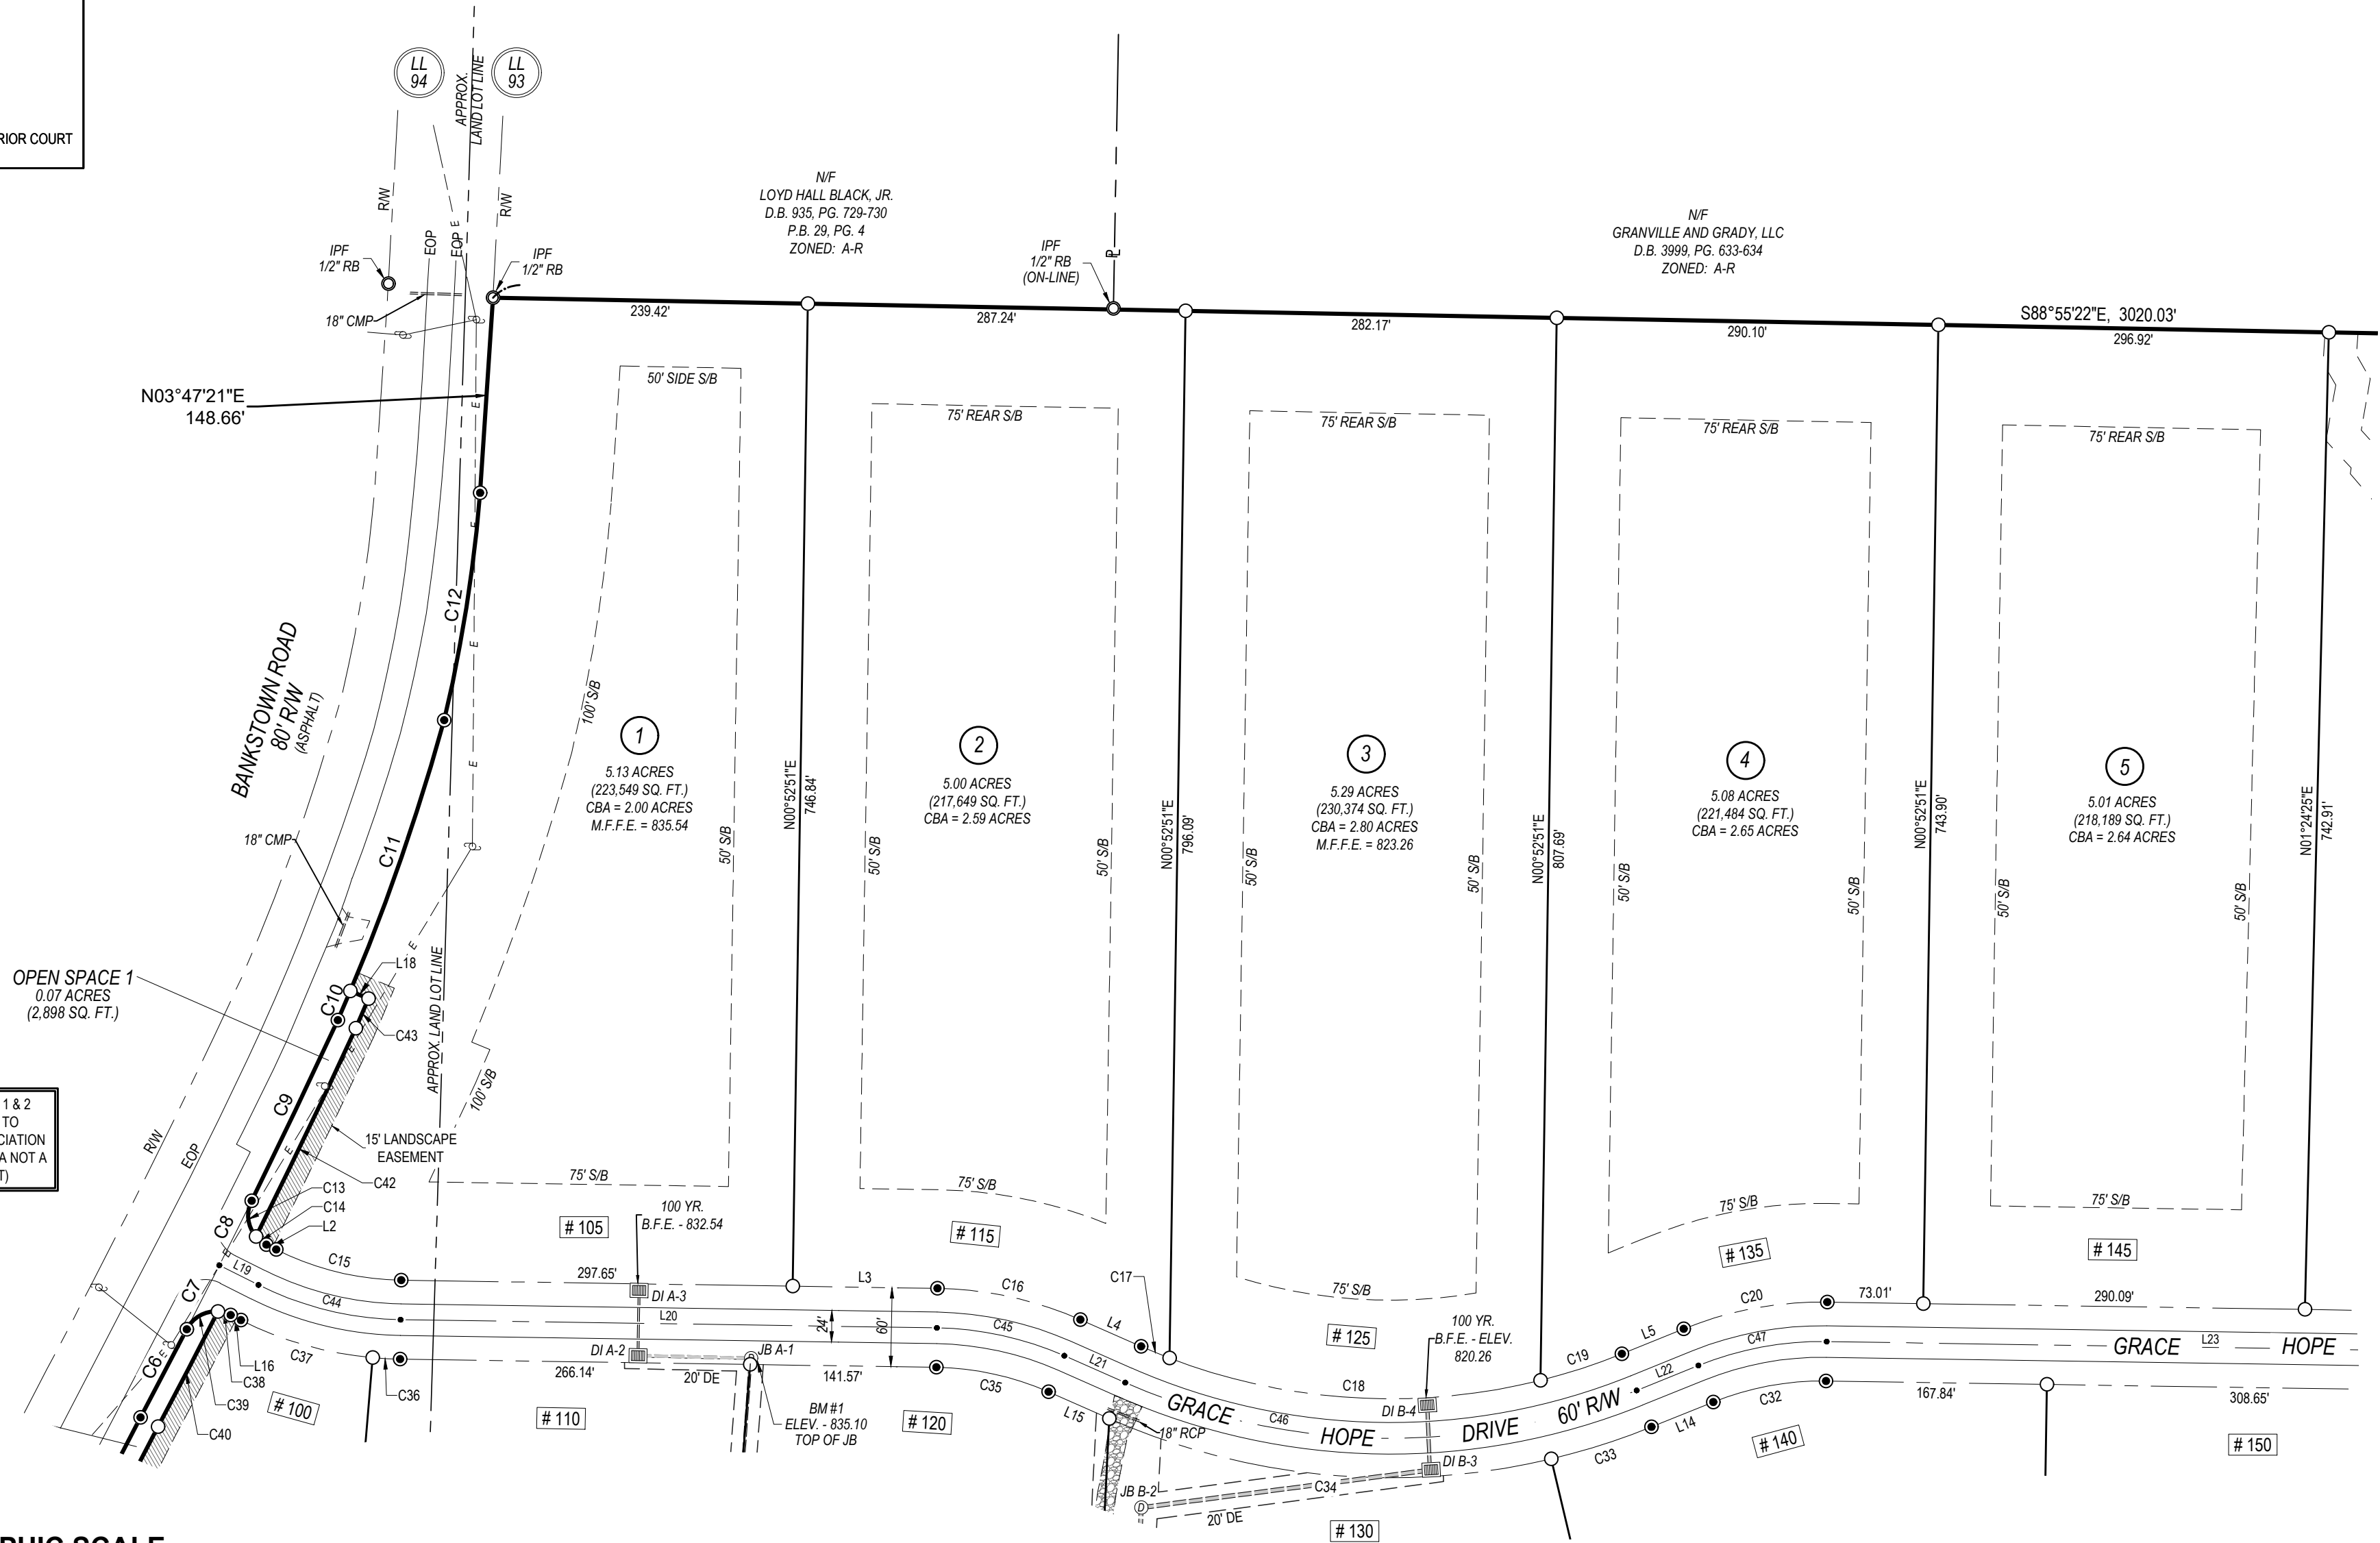 RIOR COURT
LL
94
LL
93
APPROX.
LAND LOT LINE
R/W
EOP
EOP
E
R/W
IPF
1/2" RB
IPF
1/2" RB
18" CMP
N/F
LOYD HALL BLACK, JR.
D.B. 935, PG. 729-730
P.B. 29, PG. 4
ZONED:  A-R
IPF
1/2" RB
(ON-LINE)
PL
N/F
GRANVILLE AND GRADY, LLC
D.B. 3999, PG. 633-634
ZONED:  A-R
239.42'
287.24'
282.17'
290.10'
S88°55'22"E,  3020.03'
296.92'
N03°47'21"E
148.66'
50' SIDE S/B
75' REAR S/B
75' REAR S/B
75' REAR S/B
75' REAR S/B
E
E
E
E
C12
BANKSTOWN ROAD
80' R/W
(ASPHALT)
100' S/B
1
5.13 ACRES
(223,549 SQ. FT.)
CBA = 2.00 ACRES
M.F.F.E. = 835.54
50' S/B
N00°52'51"E
746.84'
50' S/B
2
5.00 ACRES
(217,649 SQ. FT.)
CBA = 2.59 ACRES
50' S/B
N00°52'51"E
796.09'
50' S/B
3
5.29 ACRES
(230,374 SQ. FT.)
CBA = 2.80 ACRES
M.F.F.E. = 823.26
50' S/B
N00°52'51"E
807.69'
50' S/B
4
5.08 ACRES
(221,484 SQ. FT.)
CBA = 2.65 ACRES
50' S/B
N00°52'51"E
743.90'
50' S/B
5
5.01 ACRES
(218,189 SQ. FT.)
CBA = 2.64 ACRES
50' S/B
N01°24'25"E
742.91'
18" CMP
C11
E
L18
OPEN SPACE 1
0.07 ACRES
(2,898 SQ. FT.)
C10
C43
E
APPROX. LAND LOT LINE
100' S/B
C9
1 & 2
TO
CIATION
A NOT A
T)
R/W
EOP
E
15' LANDSCAPE
EASEMENT
C42
C13
C14
L2
C8
75' S/B
75' S/B
75' S/B
75' S/B
75' S/B
# 105
100 YR.
B.F.E. - 832.54
# 115
# 135
# 145
L19
C15
297.65'
DI A-3
L3
C16
C17
L4
C7
C44
L20
24'
60'
C45
L21
C18
C19
L5
C20
73.01'
290.09'
C47
L22
GRACE
L23
HOPE
# 125
100 YR.
B.F.E. - ELEV.
820.26
C6
E
L16
C38
C39
C40
C37
# 100
C36
266.14'
DI A-2
JB A-1
20' DE
141.57'
C35
L15
# 110
BM #1
ELEV. - 835.10
TOP OF JB
# 120
18" RCP
GRACE
C46
HOPE
DRIVE
60' R/W
DI B-4
DI B-3
C33
L14
C32
# 140
167.84'
308.65'
# 150
JB B-2
D
C34
20' DE
# 130
PHIC SCALE